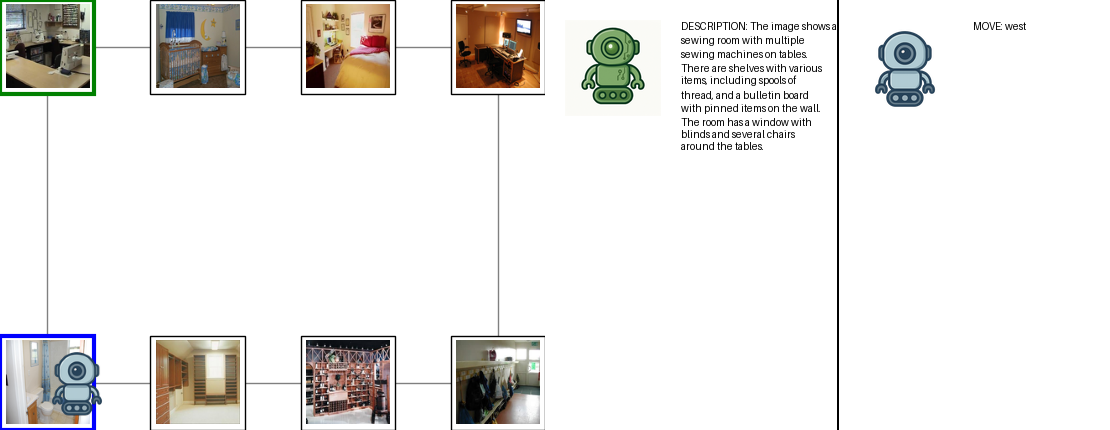 DESCRIPTION: The image shows a
sewing room with multiple
sewing machines on tables.
There are shelves with various
items, including spools of
thread, and a bulletin board
with pinned items on the wall.
The room has a window with
blinds and several chairs
around the tables.
MOVE: west